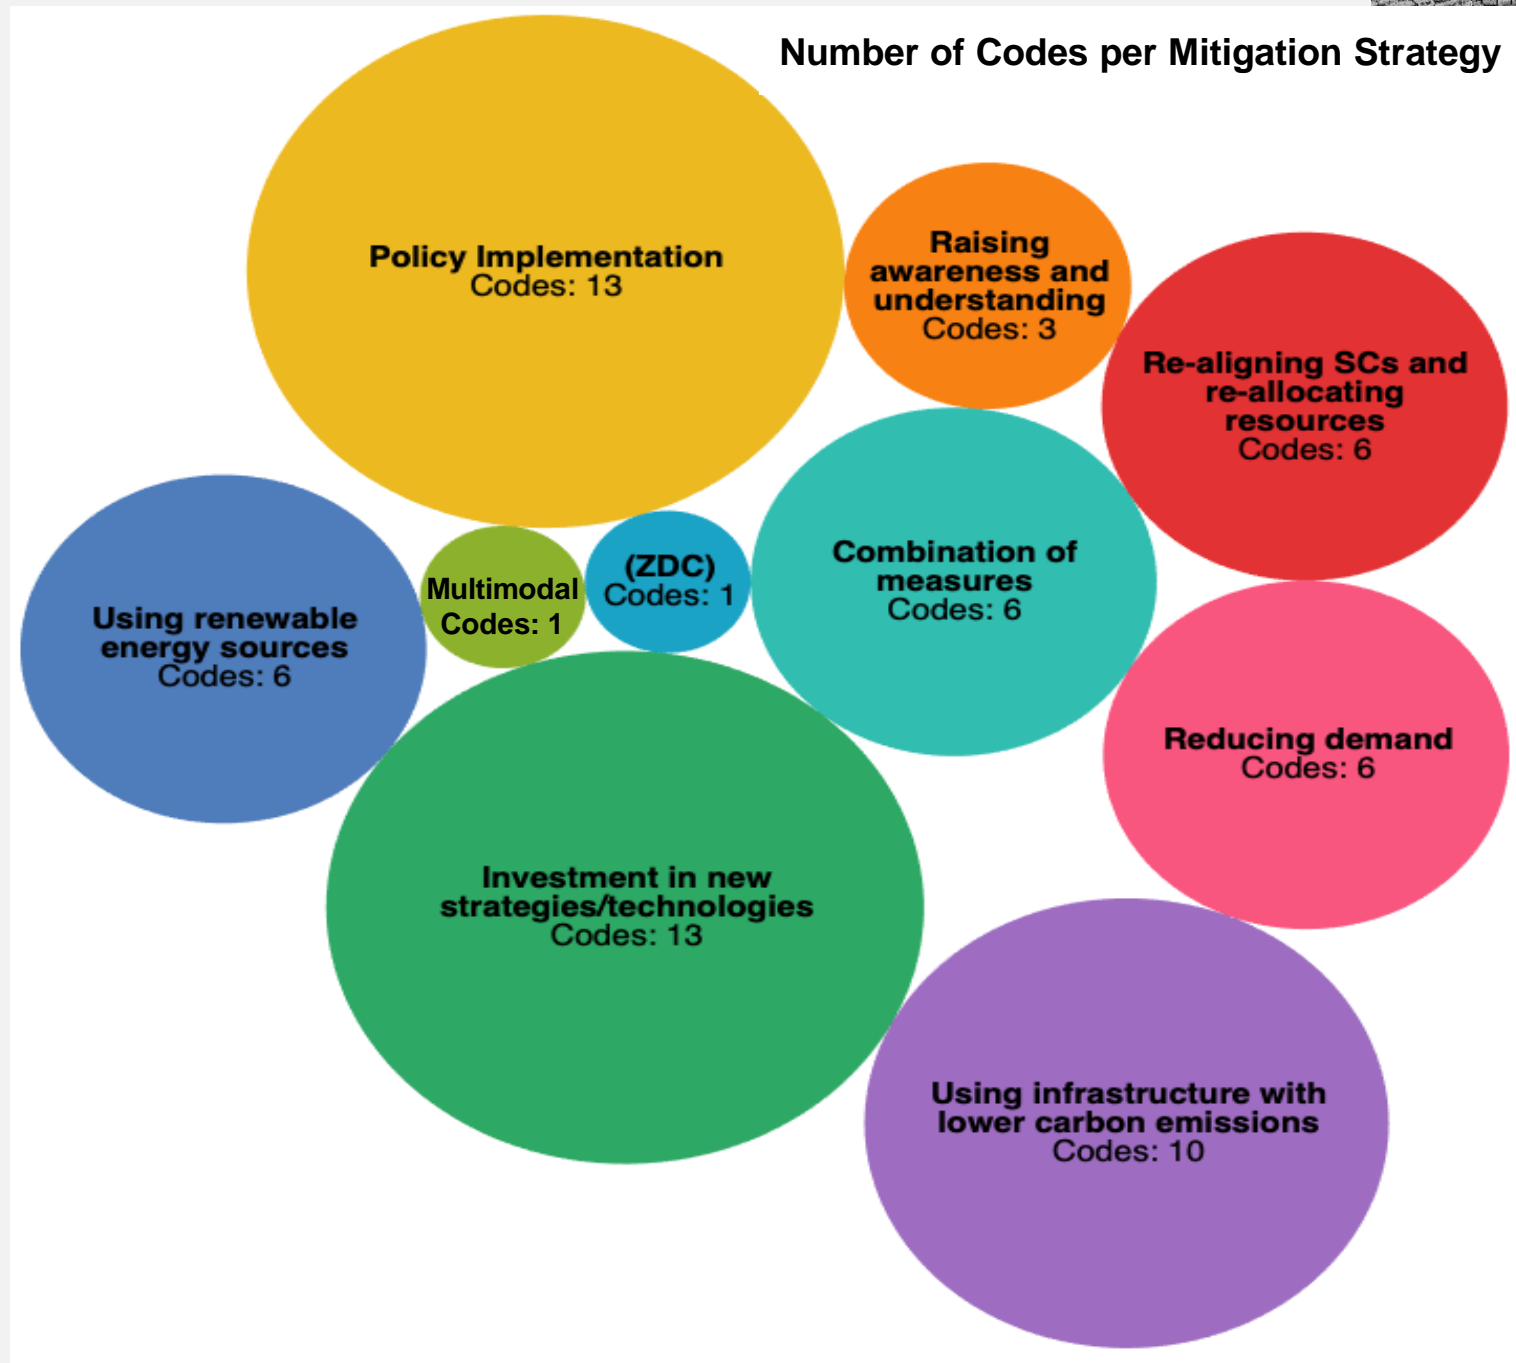 Number of Codes per Mitigation Strategy
Policy Implementation
Codes: 13
Raising
awareness and
understanding
Codes: 3
Re-aligning SCs and
re-allocating
resources
Codes: 6
Using renewable
energy sources
Codes: 6
Multimodal
Codes: 1
(ZDC)
Codes: 1
Combination of
measures
Codes: 6
Reducing demand
Codes: 6
Investment in new
strategies/technologies
Codes: 13
Using infrastructure with
lower carbon emissions
Codes: 10